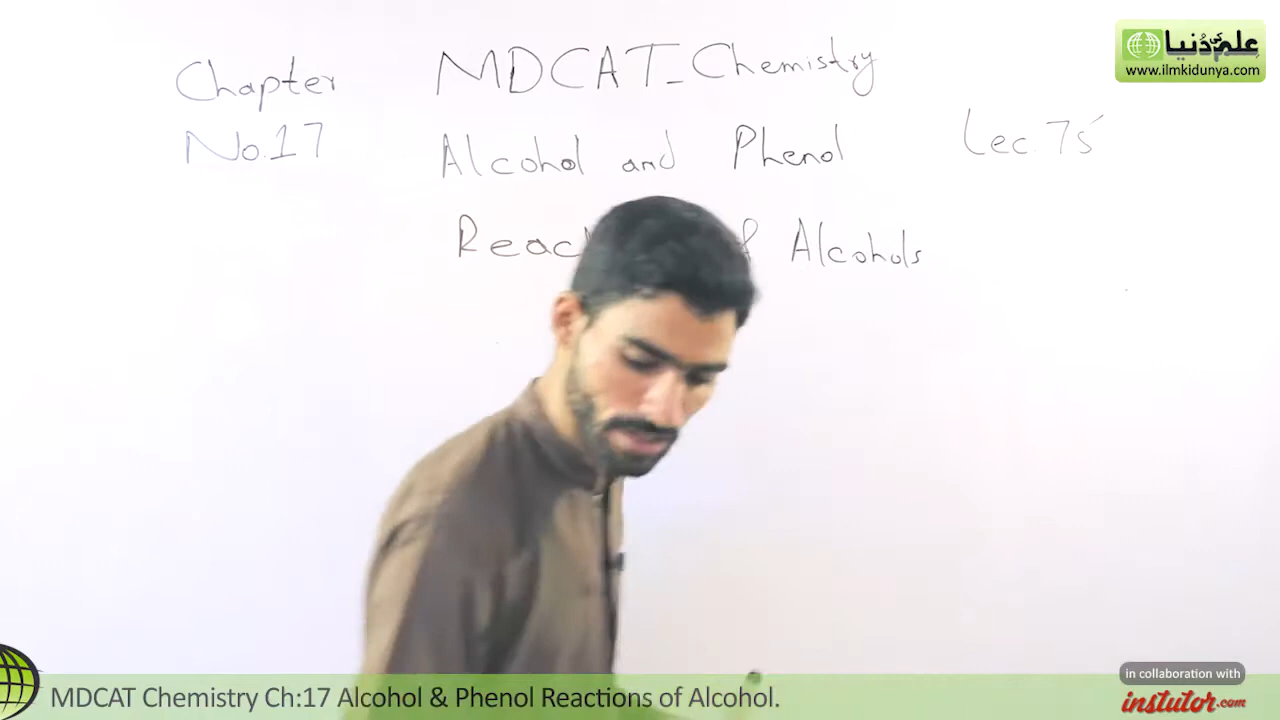 Chapter
No.17
MDCAT-Chemistry
Alcohol and Phenol
Lec. 75
Alcohols
علم کی دنیا
www.ilmkidunya.com
MDCAT Chemistry Ch:17 Alcohol & Phenol Reactions of Alcohol.
in collaboration with
instutor.com